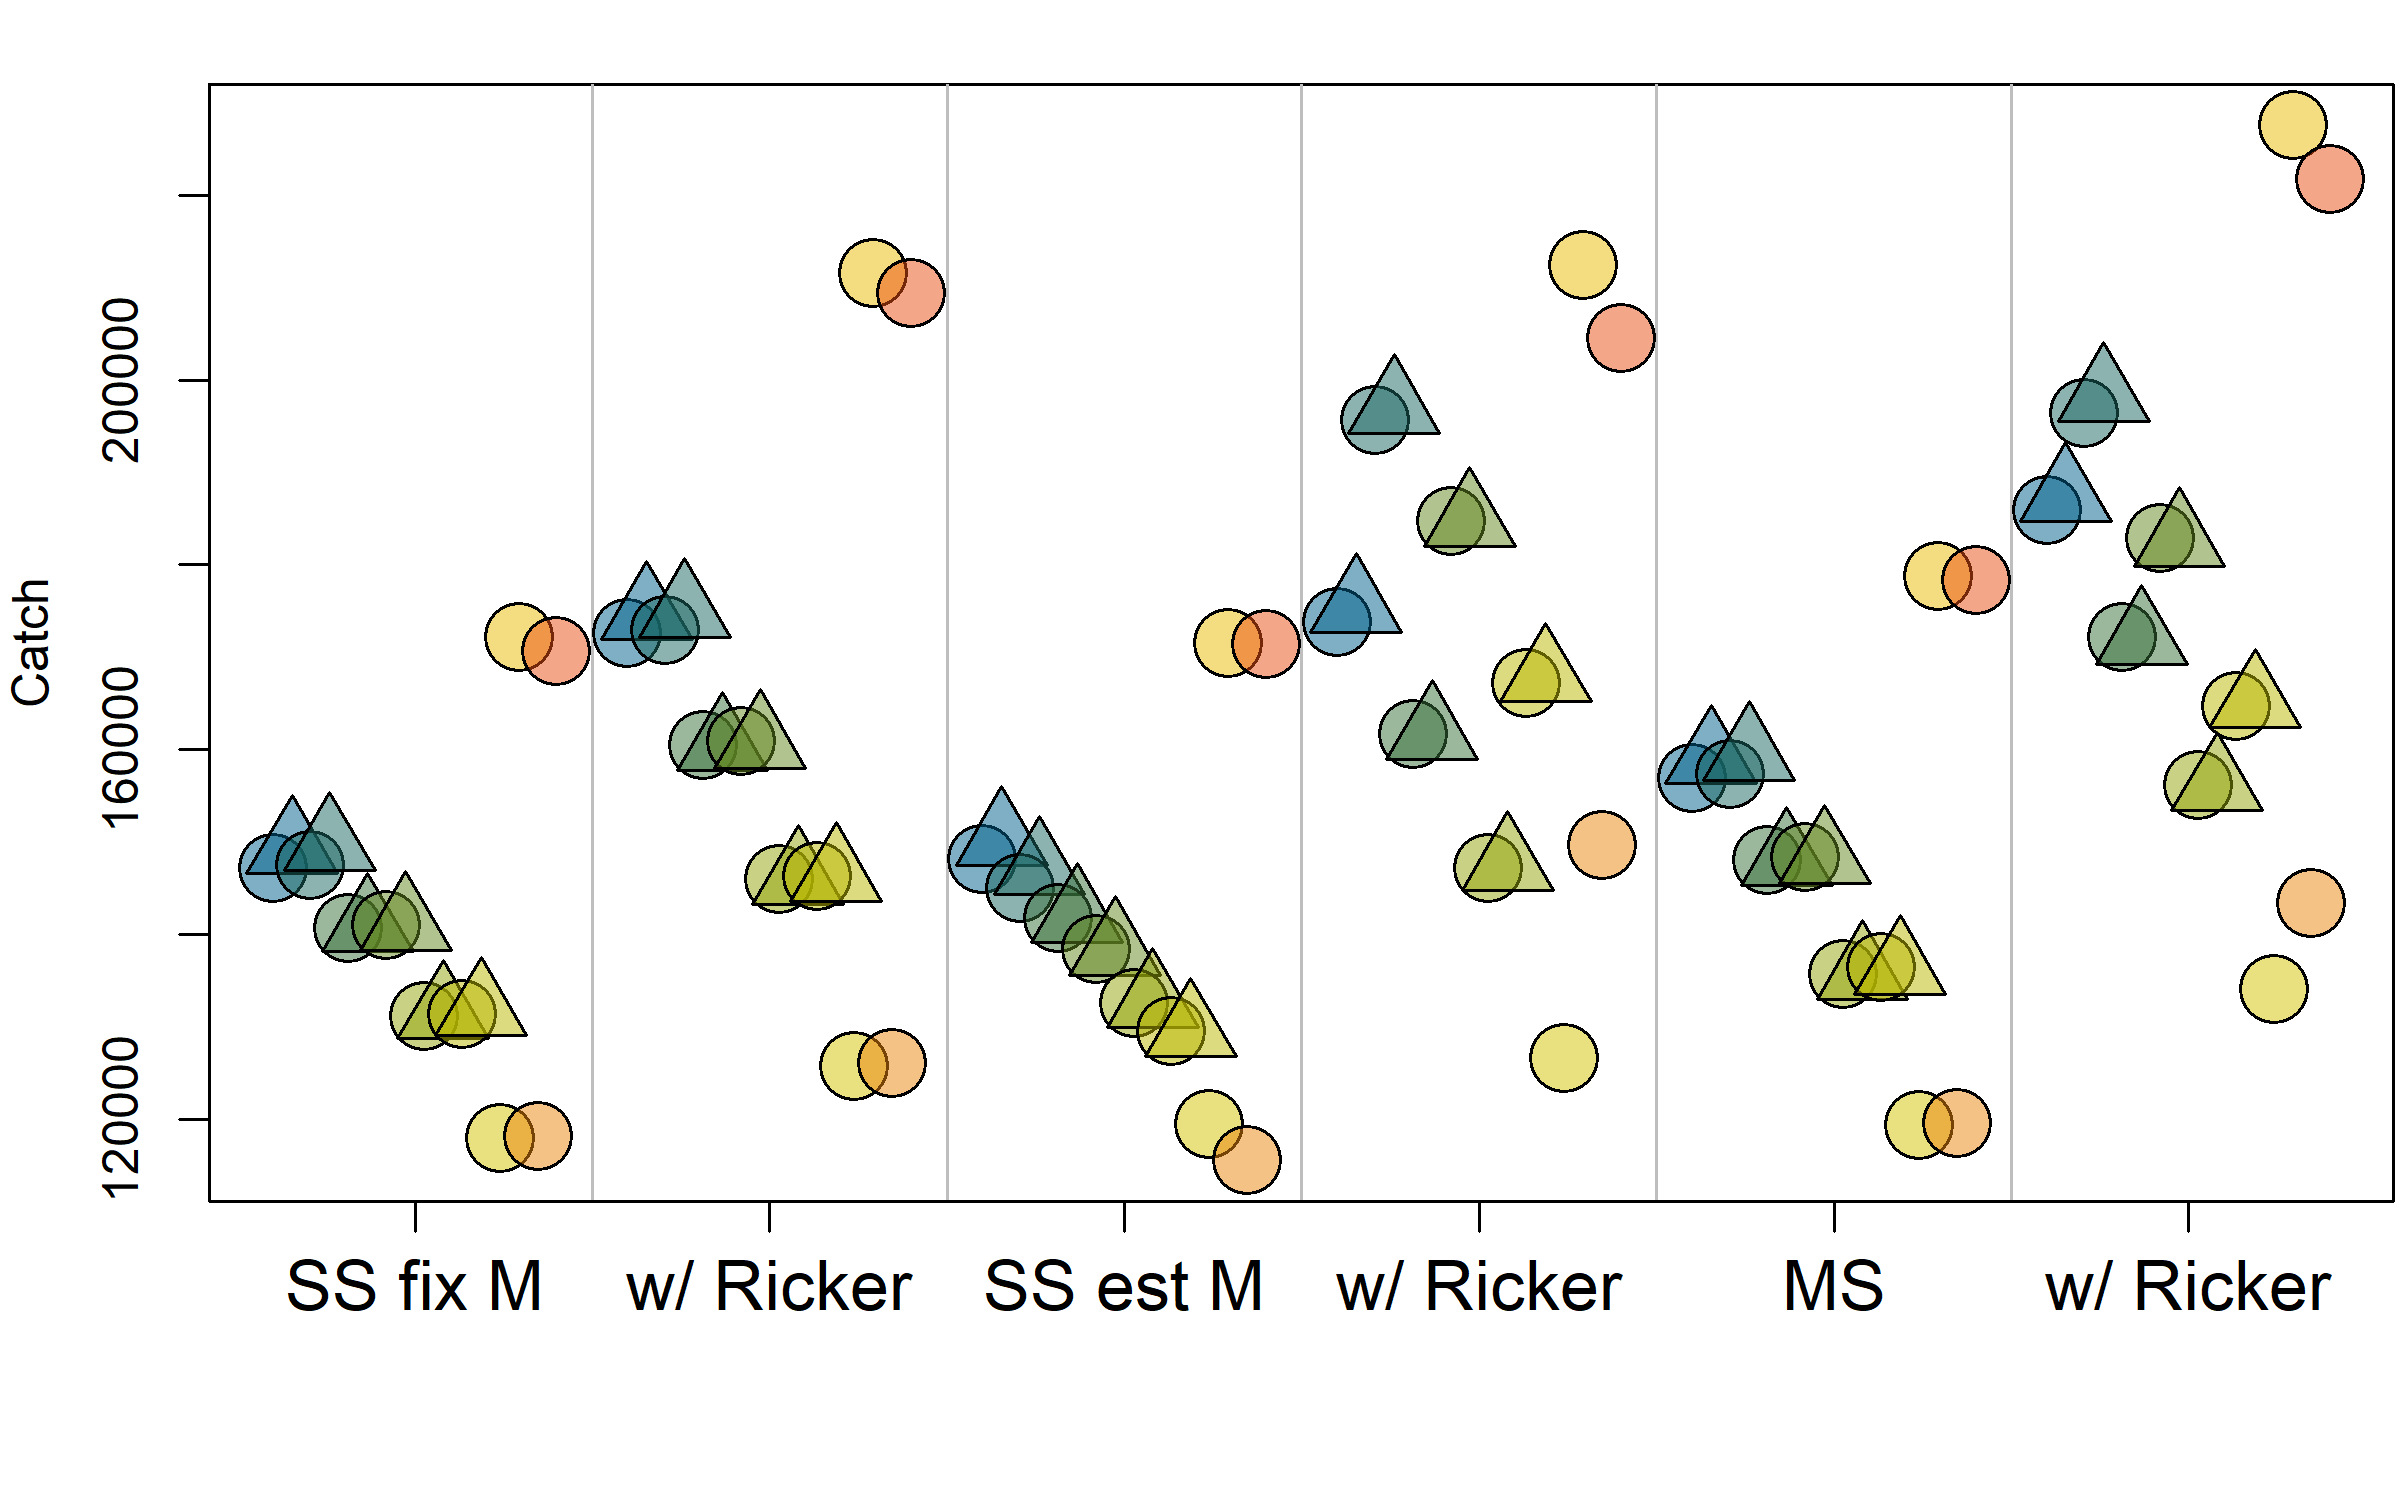 Catch
200000
160000
120000
SS fix M
w/ Ricker
SS est M
w/ Ricker
MS
w/ Ricker